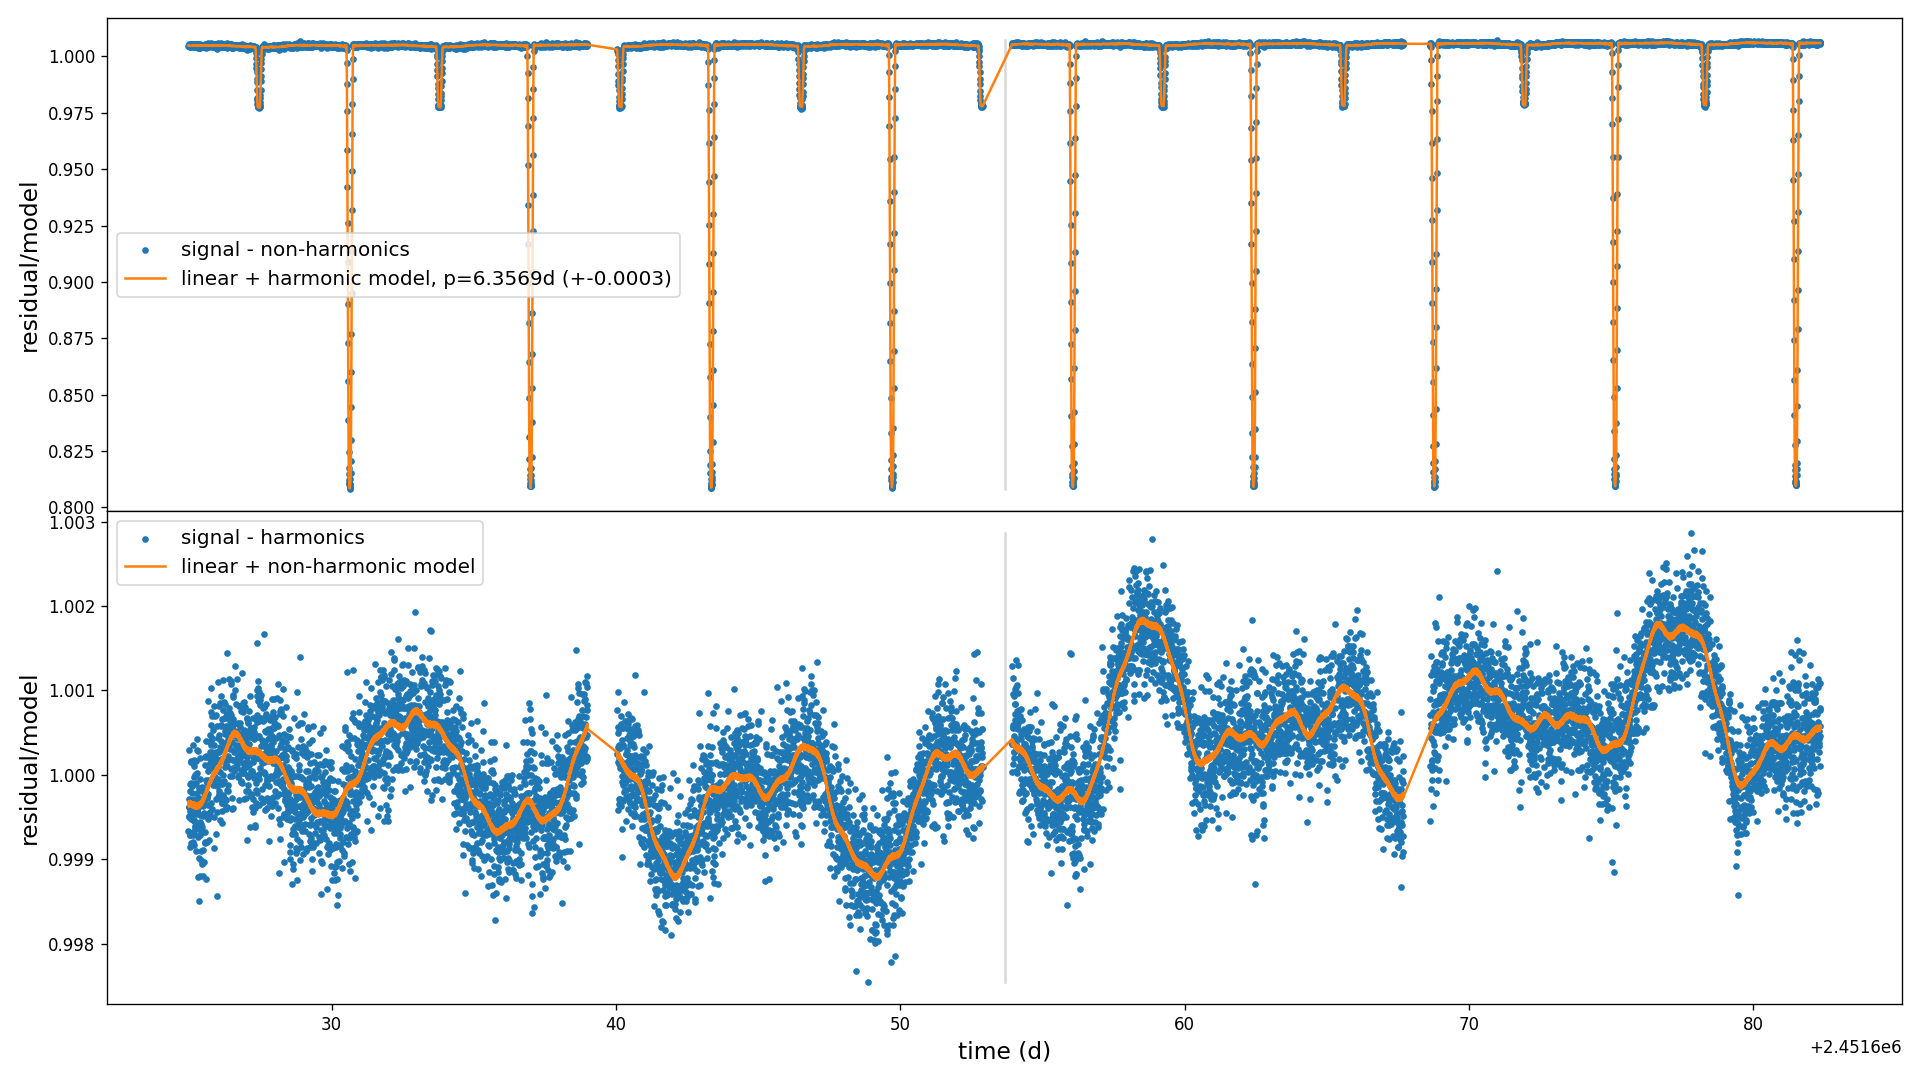 residual/model
1.000
0.975
0.950
0.925
0.900
0.875
0.850
0.825
0.800
signal - non-harmonics
linear + harmonic model, p=6.3569d (+-0.0003)
residual/model
1.003
1.002
1.001
1.000
0.999
0.998
signal - harmonics
linear + non-harmonic model
30 40 50 60 70 80
time (d)
+2.4516e6